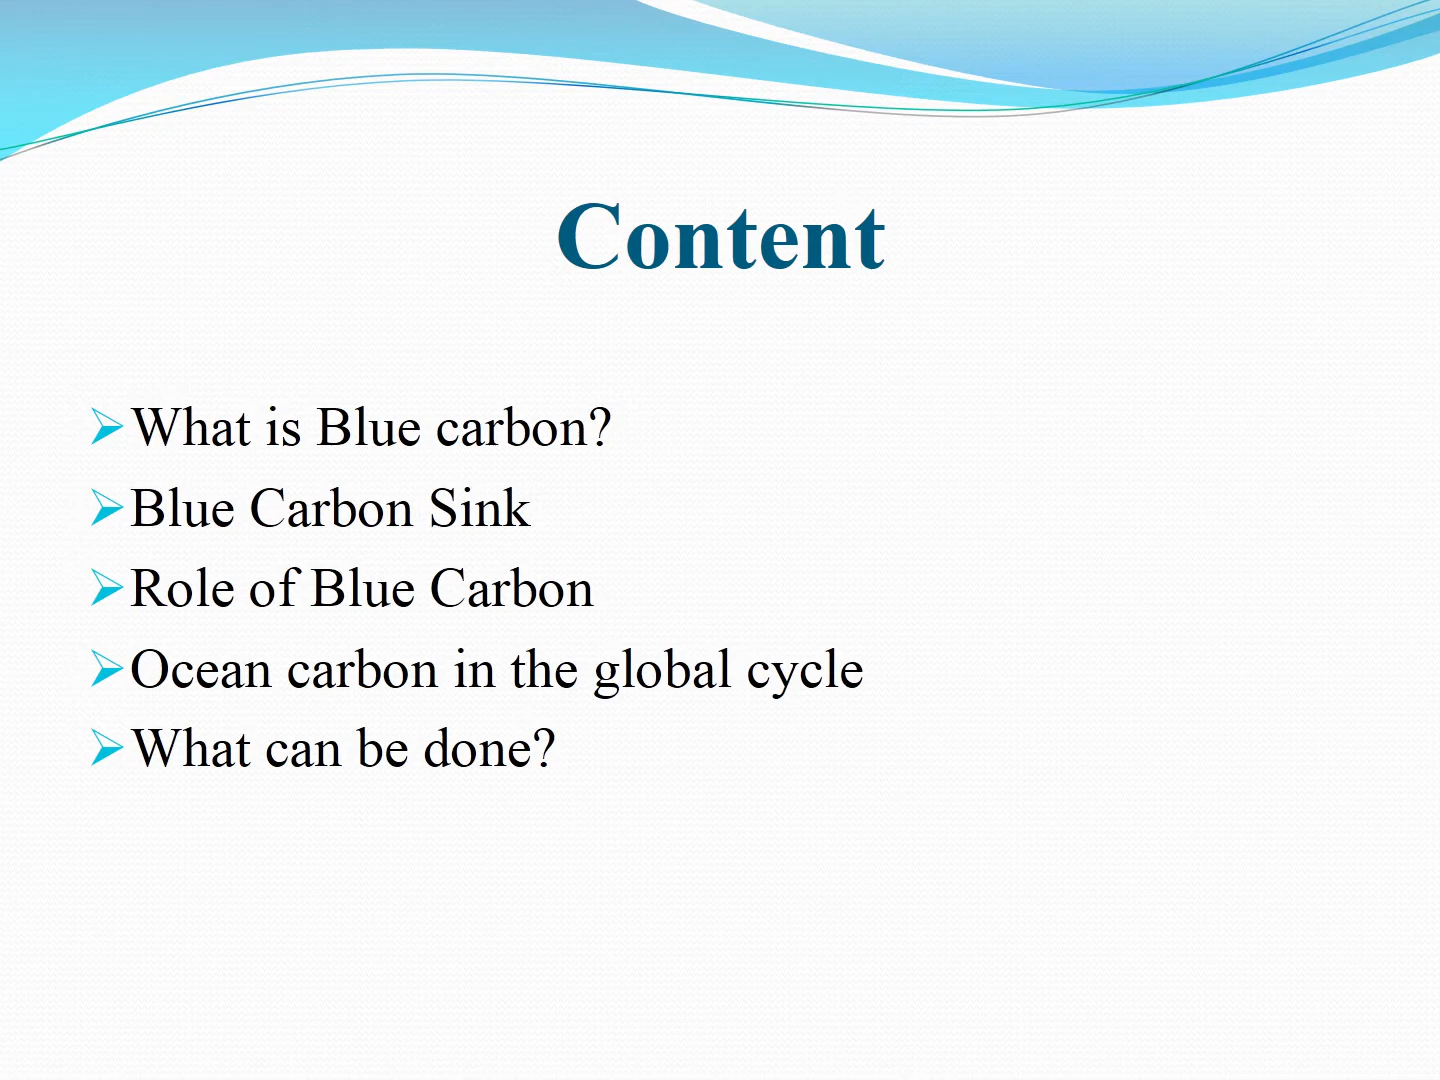 Content
What is Blue carbon?
Blue Carbon Sink
Role of Blue Carbon
Ocean carbon in the global cycle
What can be done?